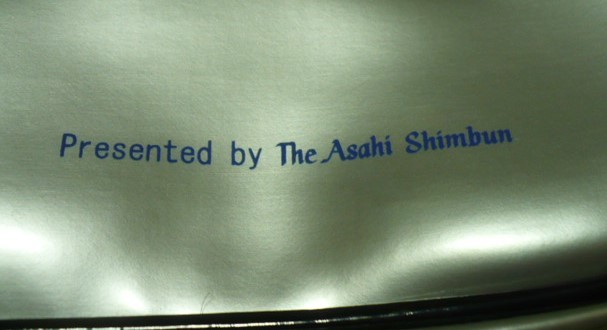 Presented by The Asahi Shimbun